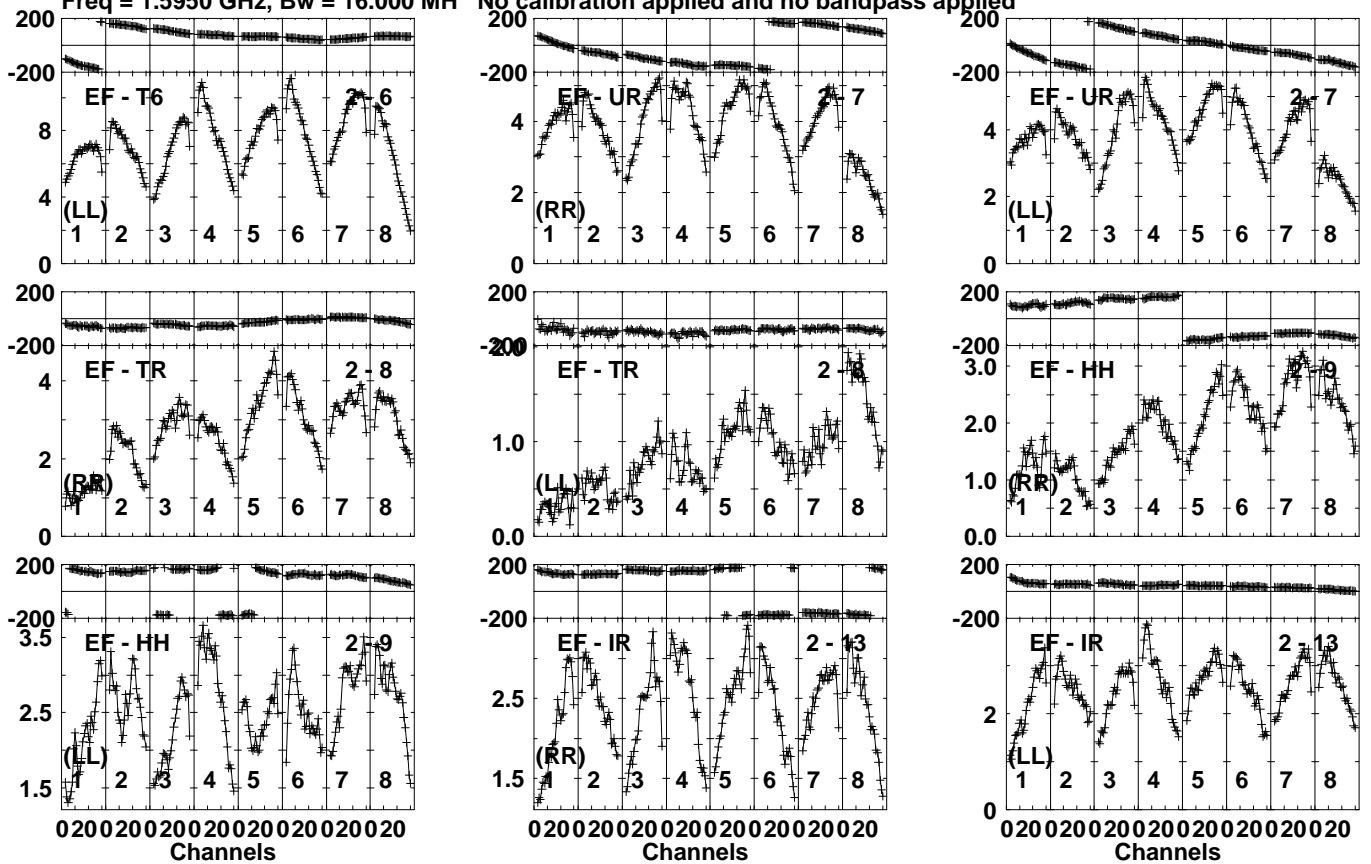 Freq = 1.5950 GHz, Bw = 16.000 MH No calibration applied and no bandpass applied
200 200 200
-200 -200 -200
EF - T6 2 - 6 EF - UR 2 - 7 EF - UR 2 - 7
8 4 4
4 2 2
(LL) (RR) (LL)
1 2 3 4 5 6 7 8 1 2 3 4 5 6 7 8 1 2 3 4 5 6 7 8
0 0 0
200 200 200
-200 -200 -200
2.0
EF - TR 2 - 8 EF - TR 2 - 8 EF - HH 2 - 9
4 3.0
2.0
2 1.0
1.0
(RR) (LL) (RR)
1 2 3 4 5 6 7 8 1 2 3 4 5 6 7 8 1 2 3 4 5 6 7 8
0 0.0 0.0
200 200 200
-200 -200 -200
EF - HH 2 - 9 EF - IR 2 - 13 EF - IR 2 - 13
3.5
2.5 2.5
2
(LL) (RR) (LL)
1 2 3 4 5 6 7 8 1 2 3 4 5 6 7 8 1 2 3 4 5 6 7 8
1.5 1.5
0
0 20 0 20 0 20 0 20 0 20 0 20 0 20 0 20 0 20 0 20 0 20 0 20 0 20 0 20 0 20 0 20 0 20 0 20 0 20 0 20 0 20 0 20 0 20 0 20
Channels Channels Channels